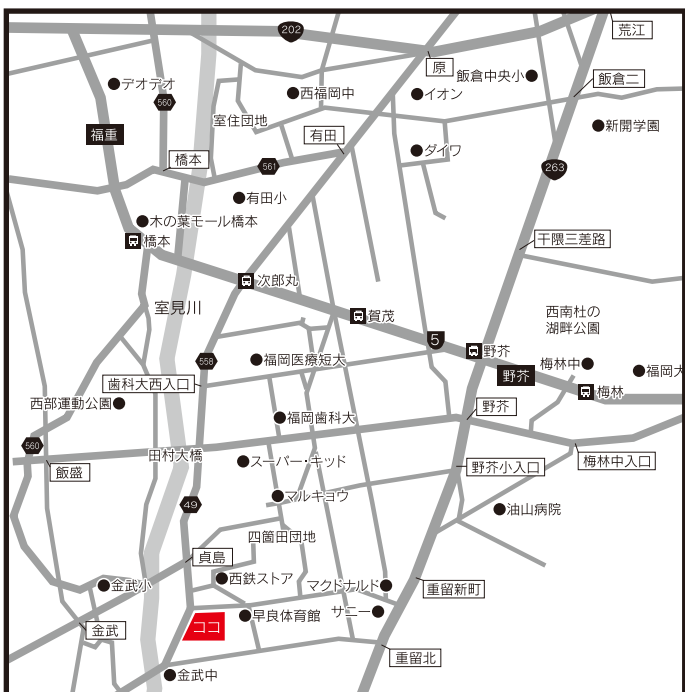 荒江
202
原
飯倉中央小
飯倉二
デオデオ
560
西福岡中
イオン
室住団地
新開学園
福重
有田
橋本
561
ダイワ
263
有田小
木の葉モール橋本
橋本
干隈三差路
次郎丸
室見川
賀茂
西南杜の
湖畔公園
5
野芥
558
福岡医療短大
梅林中
福岡大
野芥
歯科大西入口
梅林
西部運動公園
福岡歯科大
野芥
560
田村大橋
飯盛
スーパー・キッド
野芥小入口
梅林中入口
マルキョウ
49
油山病院
四箇田団地
貞島
金武小
西鉄ストア
マクドナルド
重留新町
早良体育館
サニー
ココ
金武
重留北
金武中